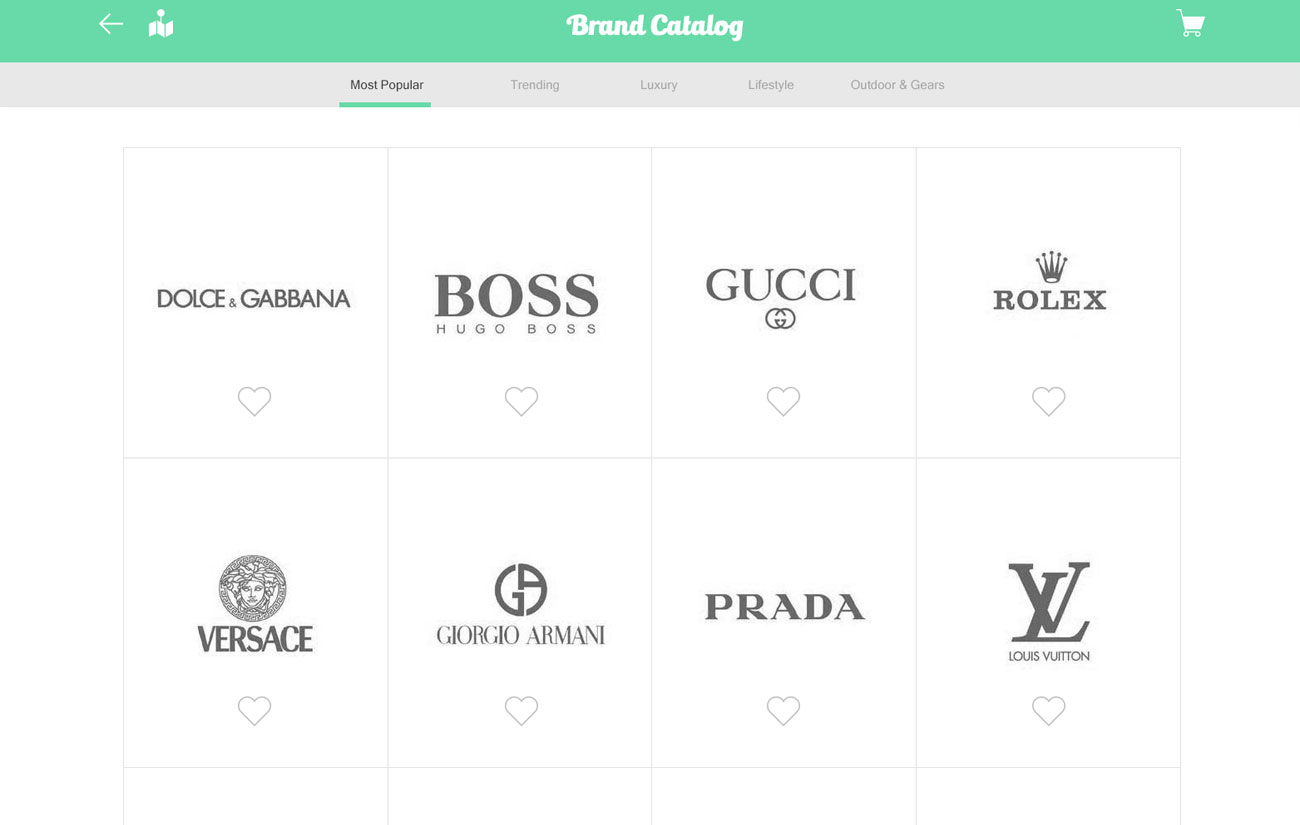 Brand Catalog
Most Popular Trending Luxury Lifestyle Outdoor & Gears
DOLCE & GABBANA
BOSS
HUGO BOSS
GUCCI
ROLEX
VERSACE
GIORGIO ARMANI
PRADA
LV
LOUIS VUITTON